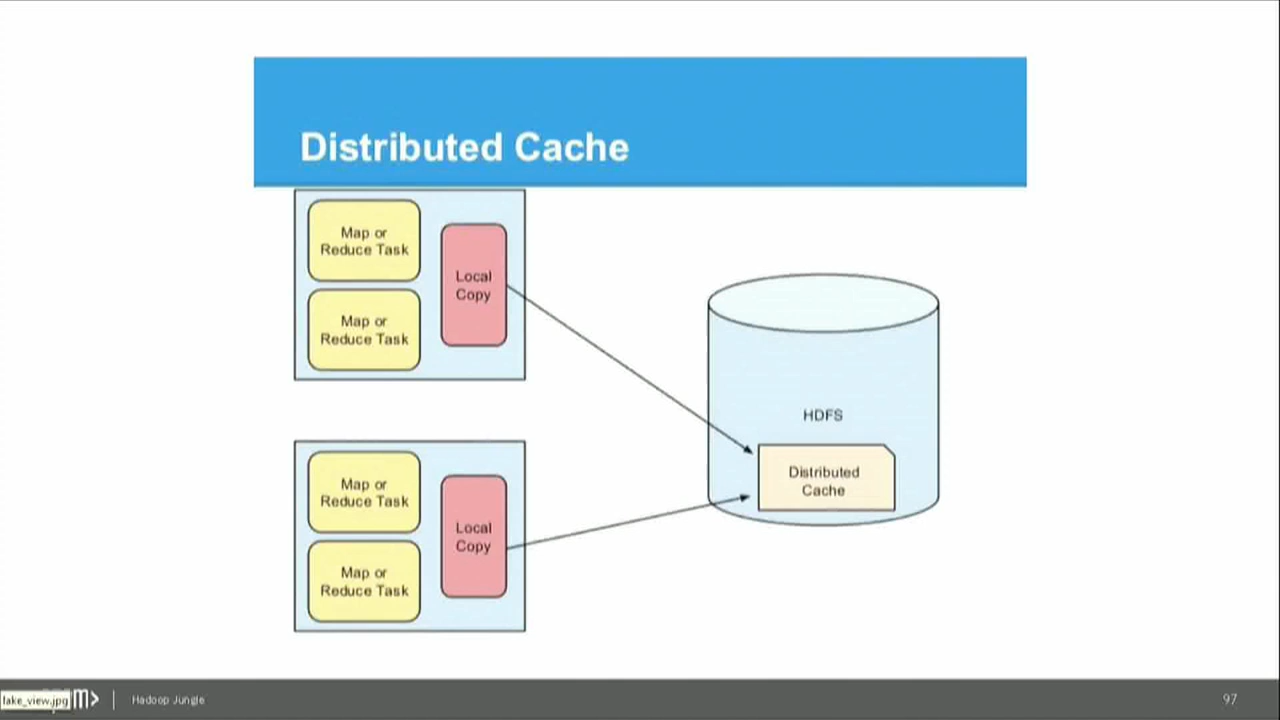 Distributed Cache
Map or
Reduce Task
Map or
Reduce Task
Local
Copy
HDFS
Distributed
Cache
Map or
Reduce Task
Map or
Reduce Task
Local
Copy
lake_view.jpg
Hadoop Jungle
97